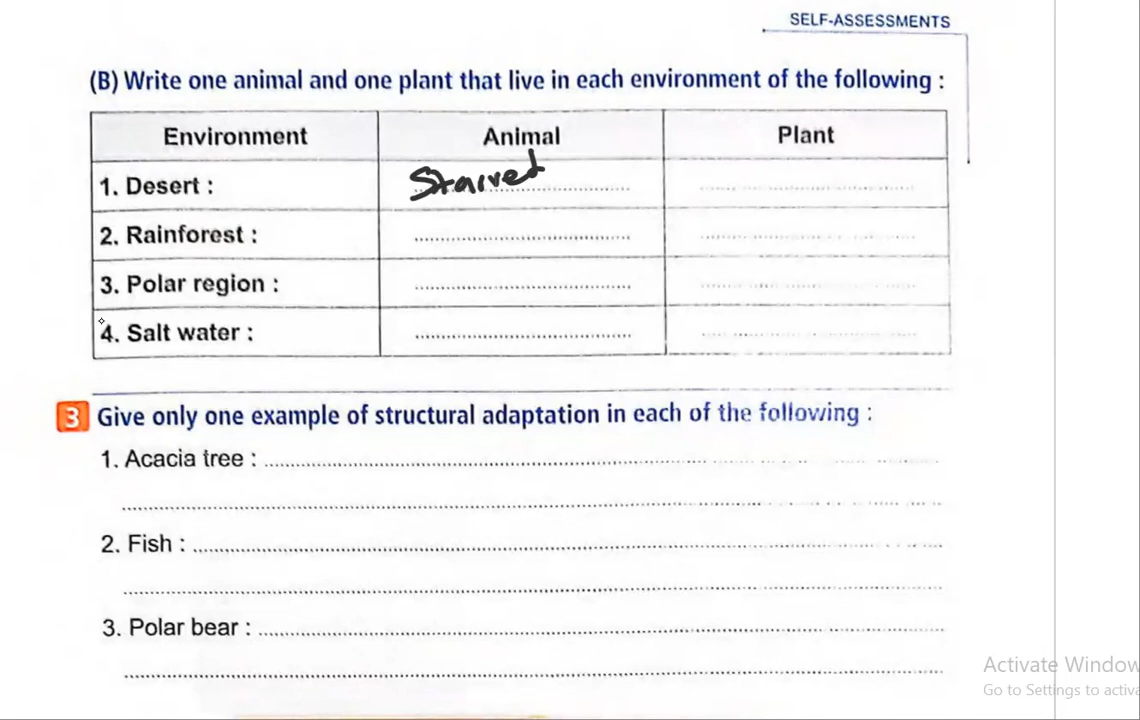 SELF-ASSESSMENTS
(B) Write one animal and one plant that live in each environment of the following :
Environment Animal Plant
1. Desert : Starved
2. Rainforest :
3. Polar region :
4. Salt water :
3 Give only one example of structural adaptation in each of the following :
1. Acacia tree :
2. Fish :
3. Polar bear :
Activate Window
Go to Settings to activa